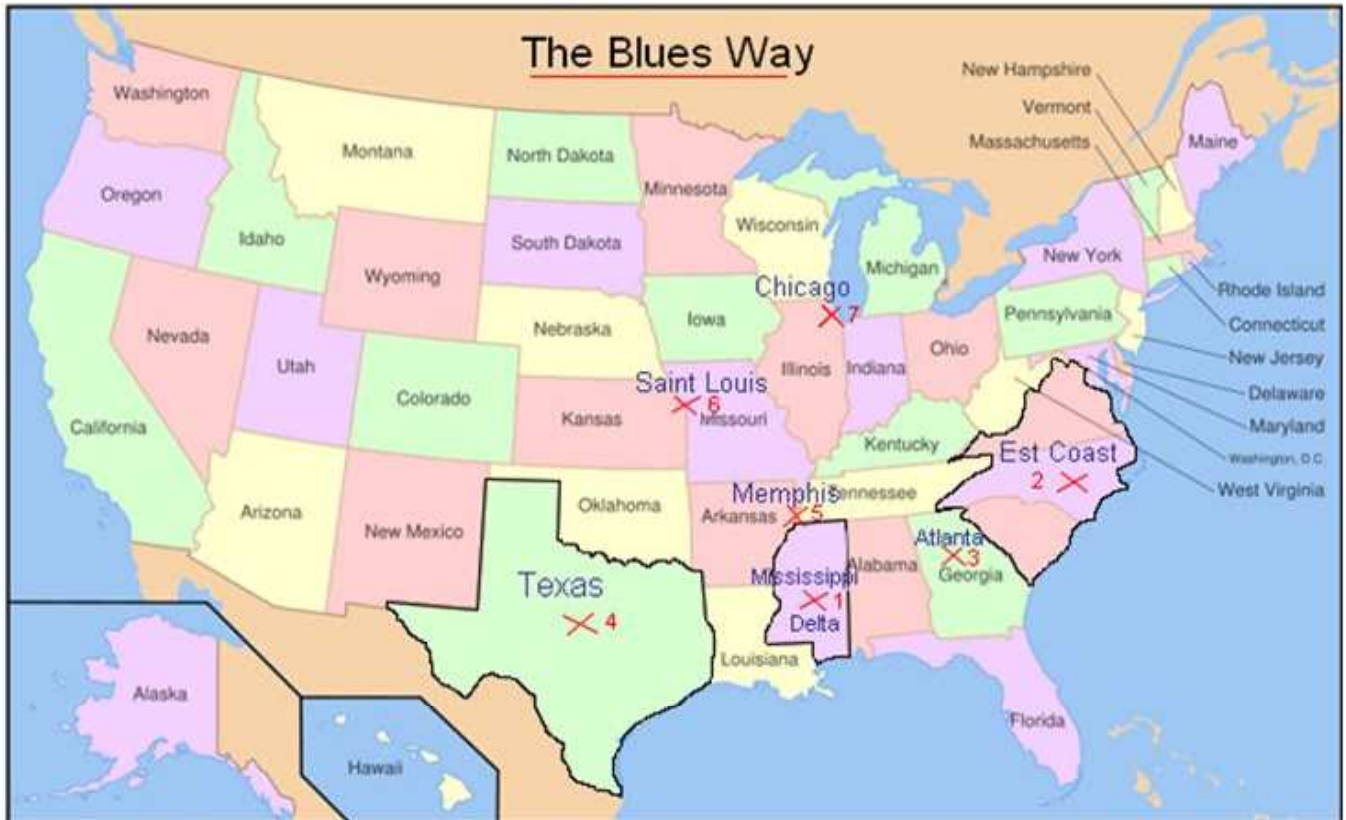 The Blues Way
New Hampshire
Vermont
Massachusetts
Washington
Montana
North Dakota
Minnesota
Maine
Oregon
Idaho
Wyoming
South Dakota
Wisconsin
Michigan
New York
Chicago
7
Rhode Island
Nevada
Utah
Colorado
Nebraska
Iowa
Illinois
Indiana
Ohio
Pennsylvania
Connecticut
New Jersey
Delaware
Maryland
Washington, D.C.
West Virginia
California
Kansas
Saint Louis
6
Missouri
Kentucky
Est Coast
2
Arizona
New Mexico
Oklahoma
Arkansas
Memphis
5
Tennessee
Texas
4
Mississippi
1
Delta
Alabama
Atlanta
3
Georgia
Louisiana
Florida
Alaska
Hawaii